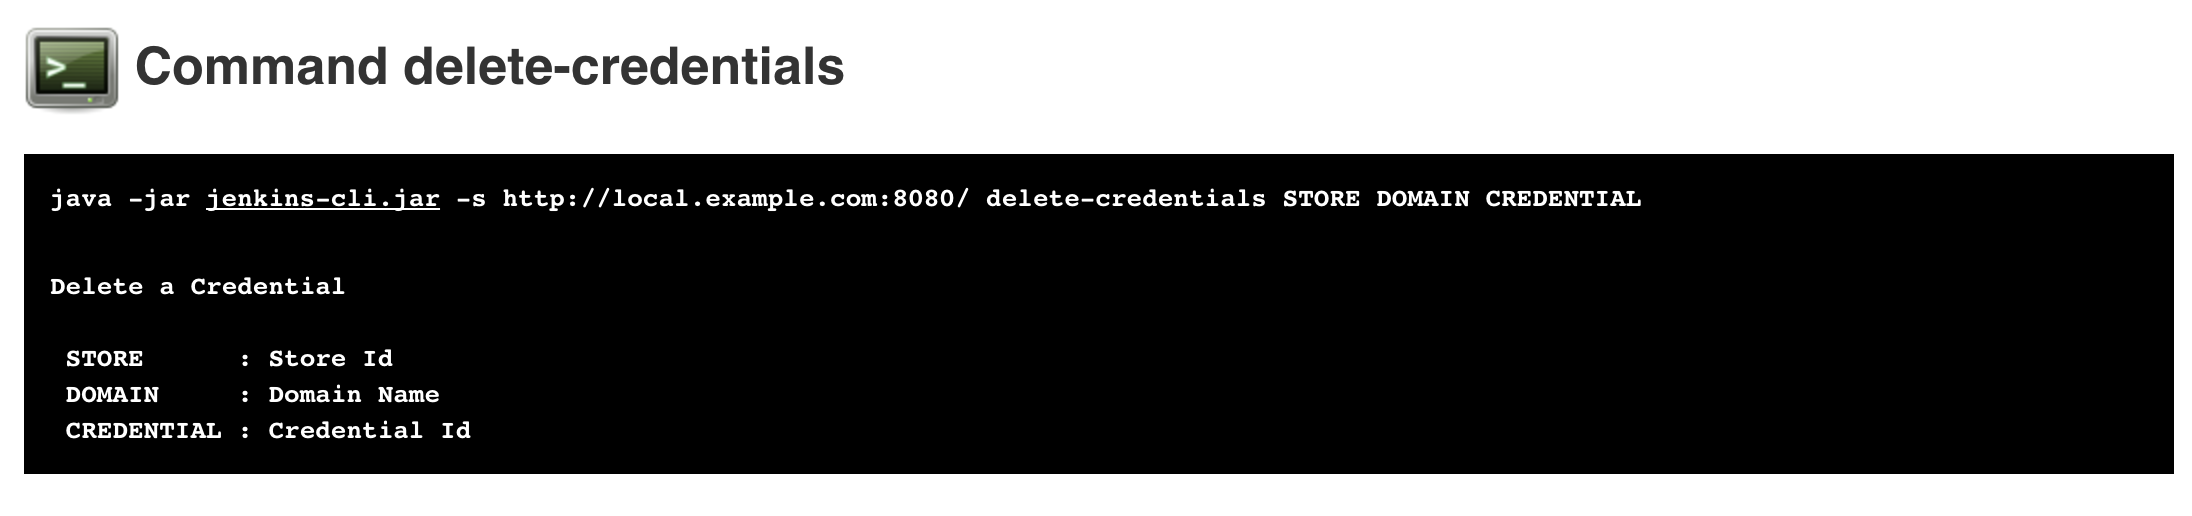 >_
Command delete-credentials
java -jar jenkins-cli.jar -s http://local.example.com:8080/ delete-credentials STORE DOMAIN CREDENTIAL
Delete a Credential
STORE      : Store Id
DOMAIN     : Domain Name
CREDENTIAL : Credential Id